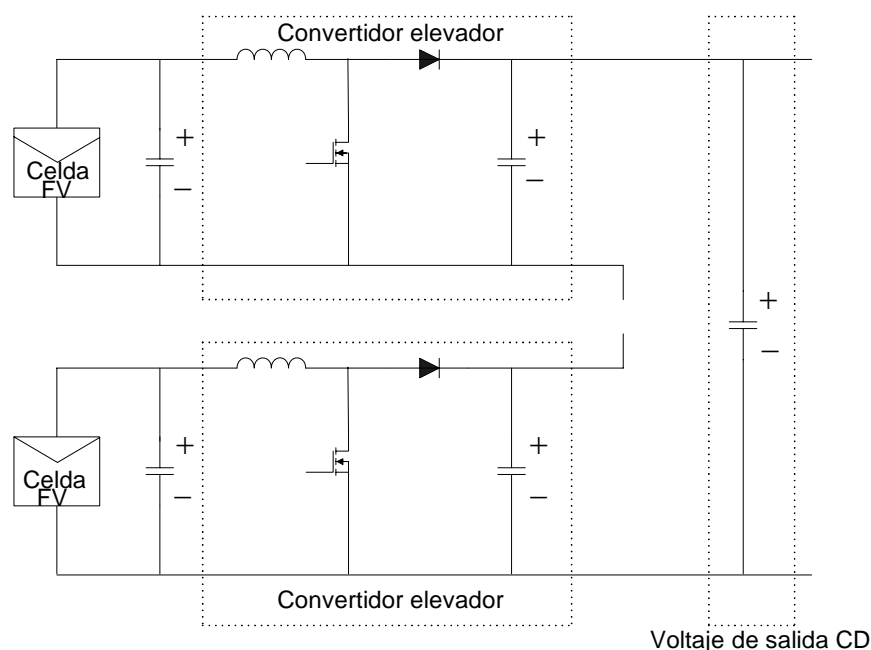 Convertidor elevador
+
+
Celda
FV
−
−
+
−
+
+
Celda
FV
−
−
Convertidor elevador
Voltaje de salida CD